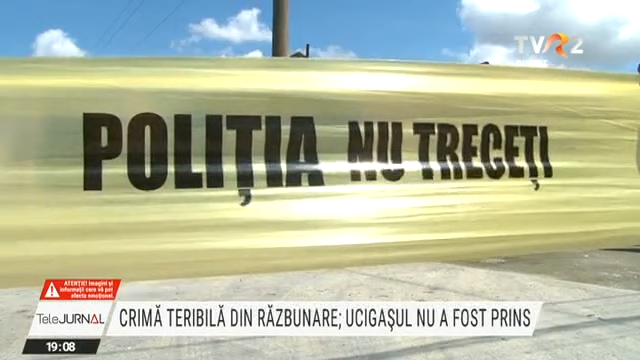 TVR2
POLIȚIA NU TRECEȚI
ATENȚIE! Imagini și
informații care vă pot
afecta emoțional.
TeleJURNAL
CRIMĂ TERIBILĂ DIN RĂZBUNARE; UCIGAȘUL NU A FOST PRINS
19:08